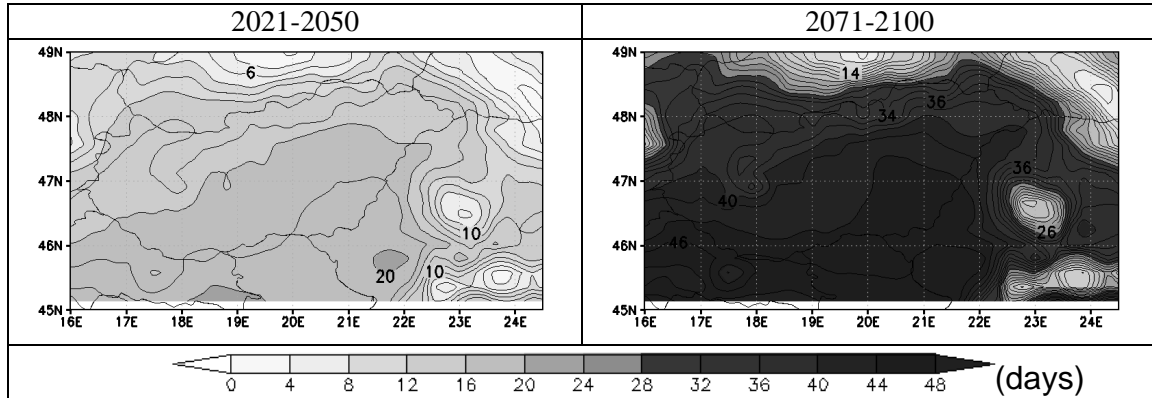 2021-2050 2071-2100
49N 49N
6 14
48N 48N 36
34
47N 47N 36
40
46N 10 46N 46 26
20 10
45N 45N
16E 17E 18E 19E 20E 21E 22E 23E 24E 16E 17E 18E 19E 20E 21E 22E 23E 24E
0 4 8 12 16 20 24 28 32 36 40 44 48 (days)